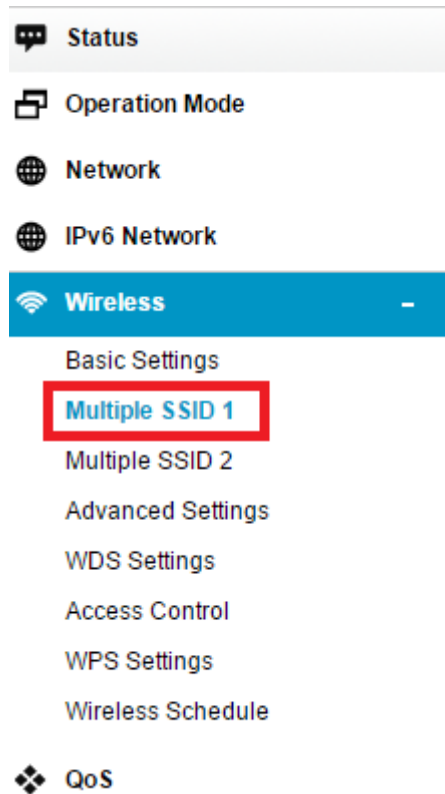 Status
Operation Mode
Network
IPv6 Network
Wireless -
Basic Settings
Multiple SSID 1
Multiple SSID 2
Advanced Settings
WDS Settings
Access Control
WPS Settings
Wireless Schedule
QoS